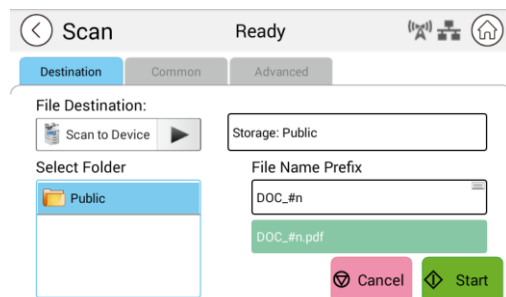 Scan
Ready
Destination
Common
Advanced
File Destination:
Scan to Device
Storage: Public
Select Folder
File Name Prefix
Public
DOC_#n
DOC_#n.pdf
Cancel
Start